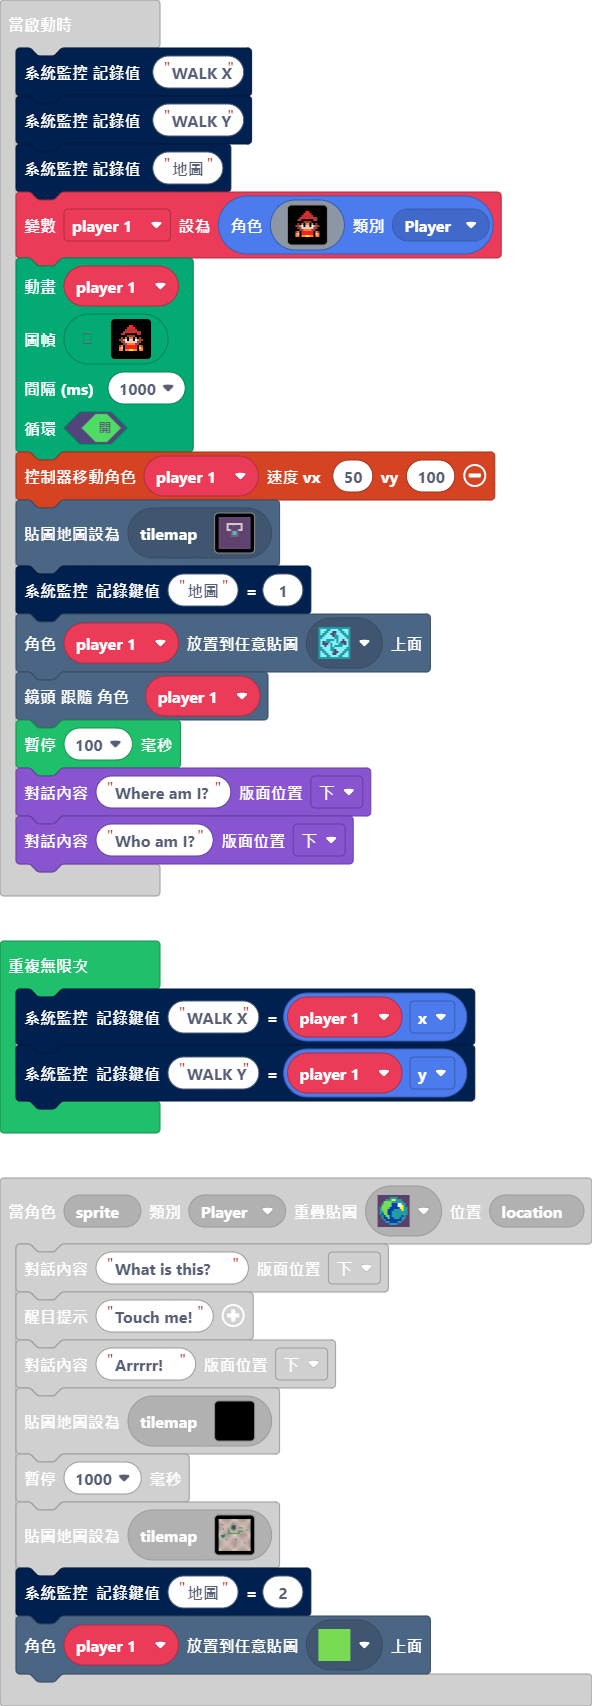 當啟動時
系統監控 記錄值 "WALK X"
系統監控 記錄值 "WALK Y"
系統監控 記錄值 "地圖"
變數 player 1 設為 角色 類別 Player
動畫 player 1
圖幀
間隔 (ms) 1000
循環 開
控制器移動角色 player 1 速度 vx 50 vy 100
貼圖地圖設為 tilemap
系統監控 記錄鍵值 "地圖" = 1
角色 player 1 放置到任意貼圖 上面
鏡頭 跟隨 角色 player 1
暫停 100 毫秒
對話內容 "Where am I?" 版面位置 下
對話內容 "Who am I?" 版面位置 下
重複無限次
系統監控 記錄鍵值 "WALK X" = player 1 x
系統監控 記錄鍵值 "WALK Y" = player 1 y
當角色 sprite 類別 Player 重疊貼圖 位置 location
對話內容 "What is this?" 版面位置 下
醒目提示 "Touch me!"
對話內容 "Arrrrr!" 版面位置 下
貼圖地圖設為 tilemap
暫停 1000 毫秒
貼圖地圖設為 tilemap
系統監控 記錄鍵值 "地圖" = 2
角色 player 1 放置到任意貼圖 上面